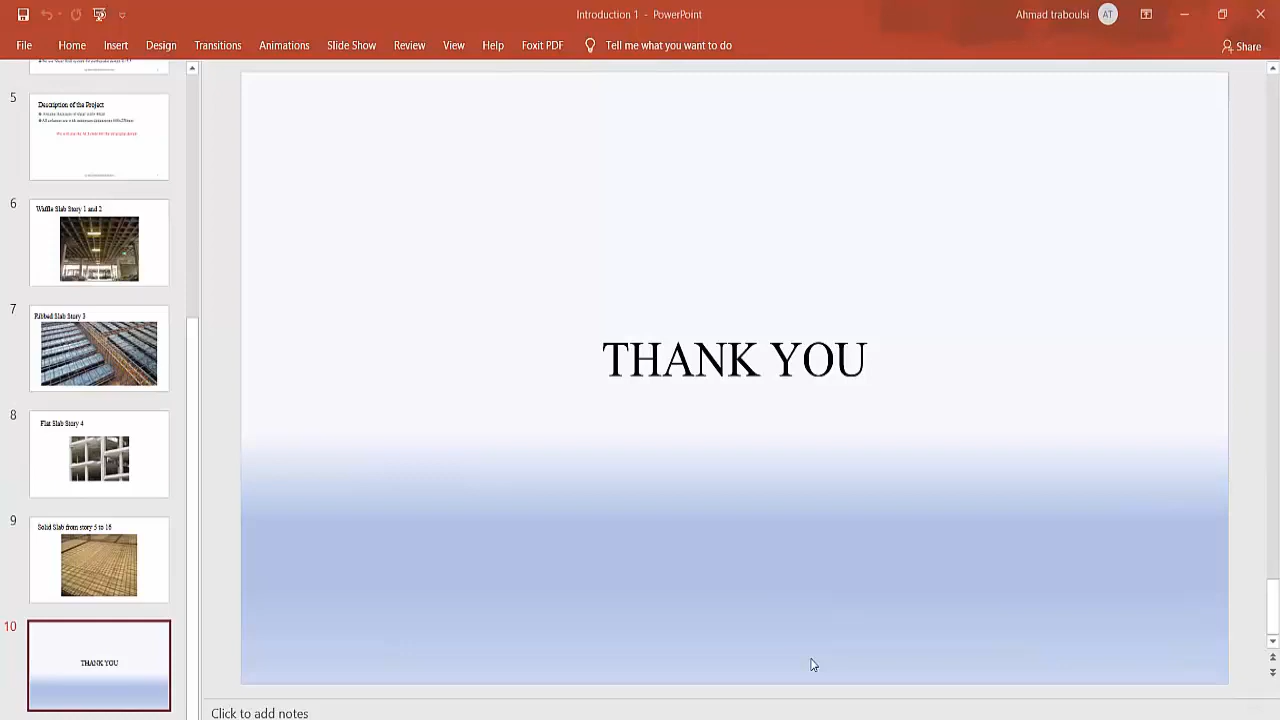 Introduction 1 - PowerPoint
Ahmad traboulsi
AT
File
Home
Insert
Design
Transitions
Animations
Slide Show
Review
View
Help
Foxit PDF
Tell me what you want to do
Share
5
Description of the Project
6
Waffle Slab Story 1 and 2
7
Ribbed Slab Story 3
8
Flat Slab Story 4
9
Solid Slab from story 5 to 16
10
THANK YOU
THANK YOU
Click to add notes